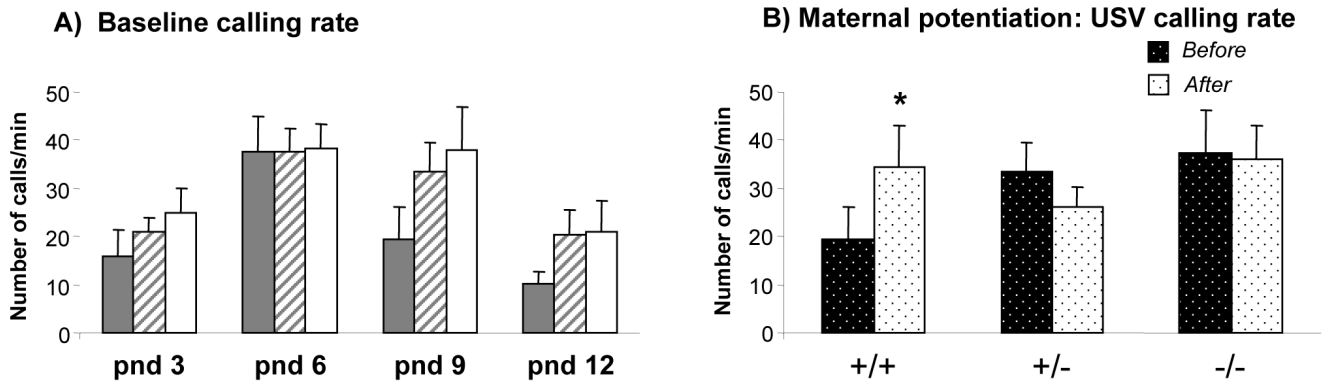 A) Baseline calling rate
Number of calls/min
50
40
30
20
10
0
pnd 3 pnd 6 pnd 9 pnd 12
B) Maternal potentiation: USV calling rate
Before
After
Number of calls/min
50
40
30
20
10
0
*
+/+ +/- -/-